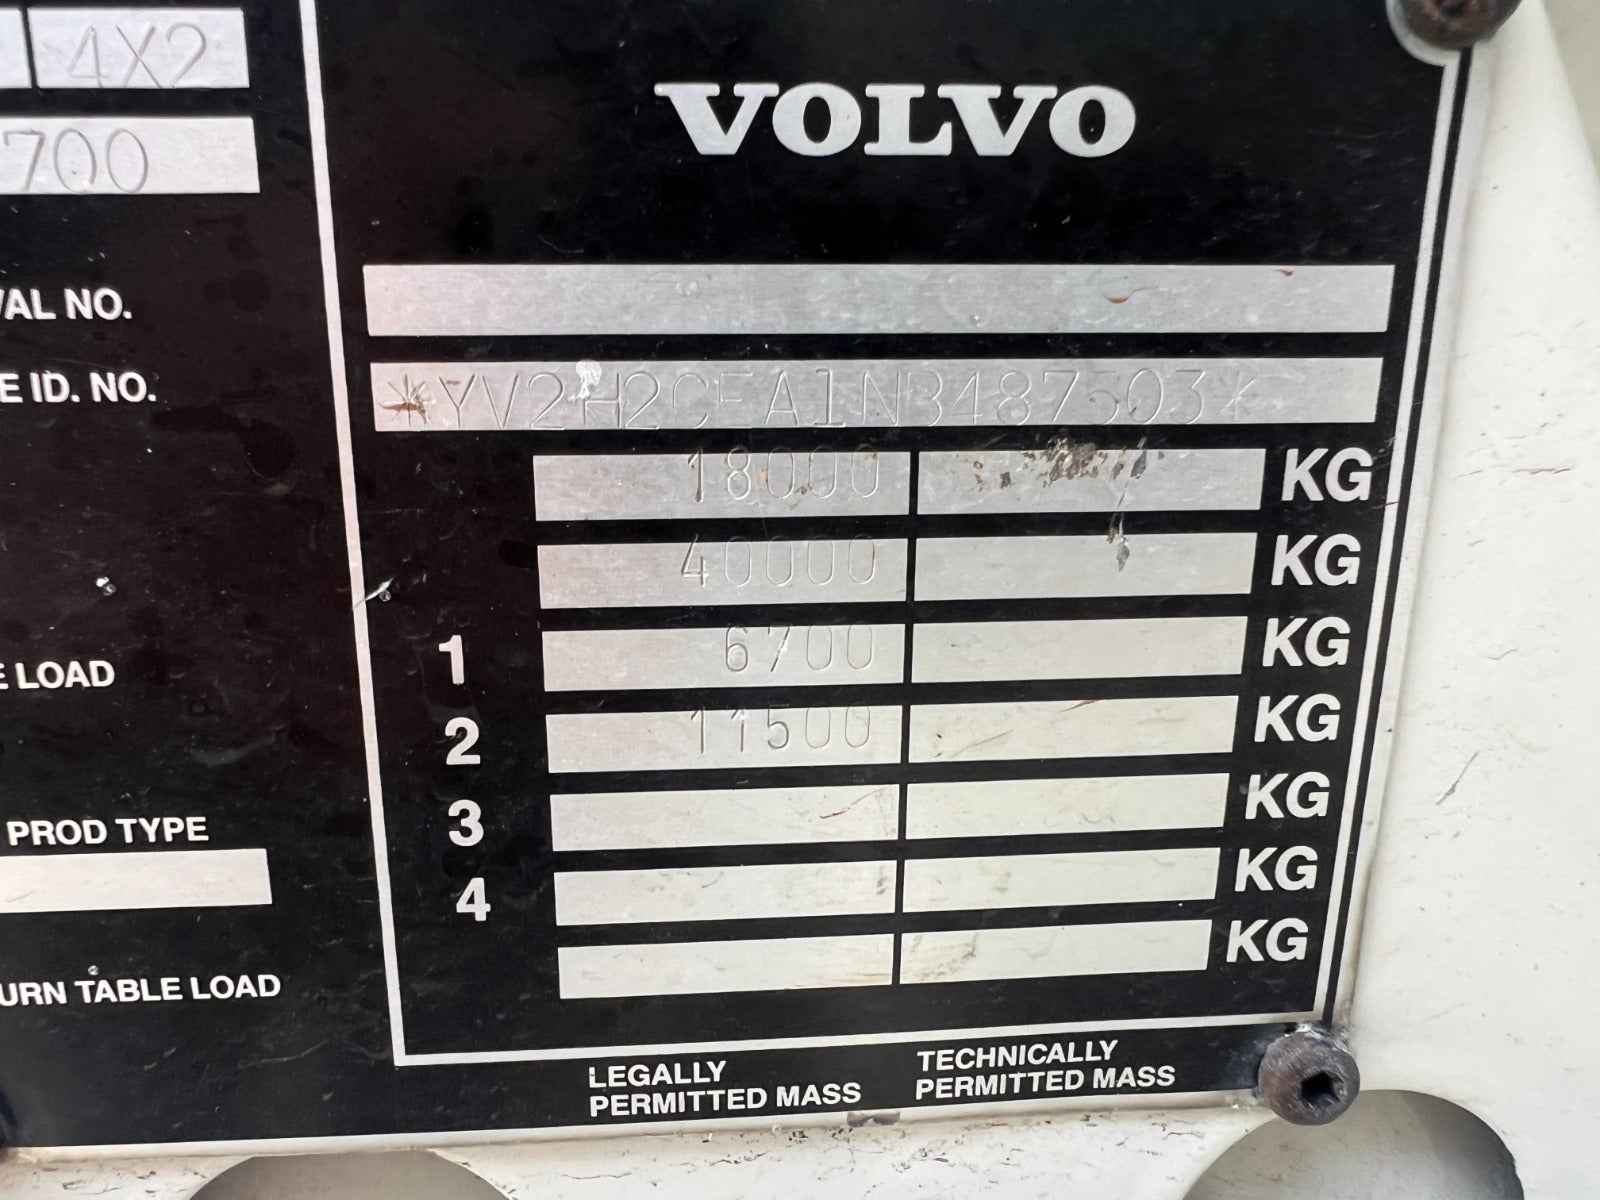 4X2
VOLVO
700
VAL NO.
E ID. NO.
*YV2H2CEA1NB487503*
18000 KG
40000 KG
1 6700 KG
E LOAD
2 11500 KG
3 KG
PROD TYPE
4 KG
KG
URN TABLE LOAD
LEGALLY
PERMITTED MASS
TECHNICALLY
PERMITTED MASS